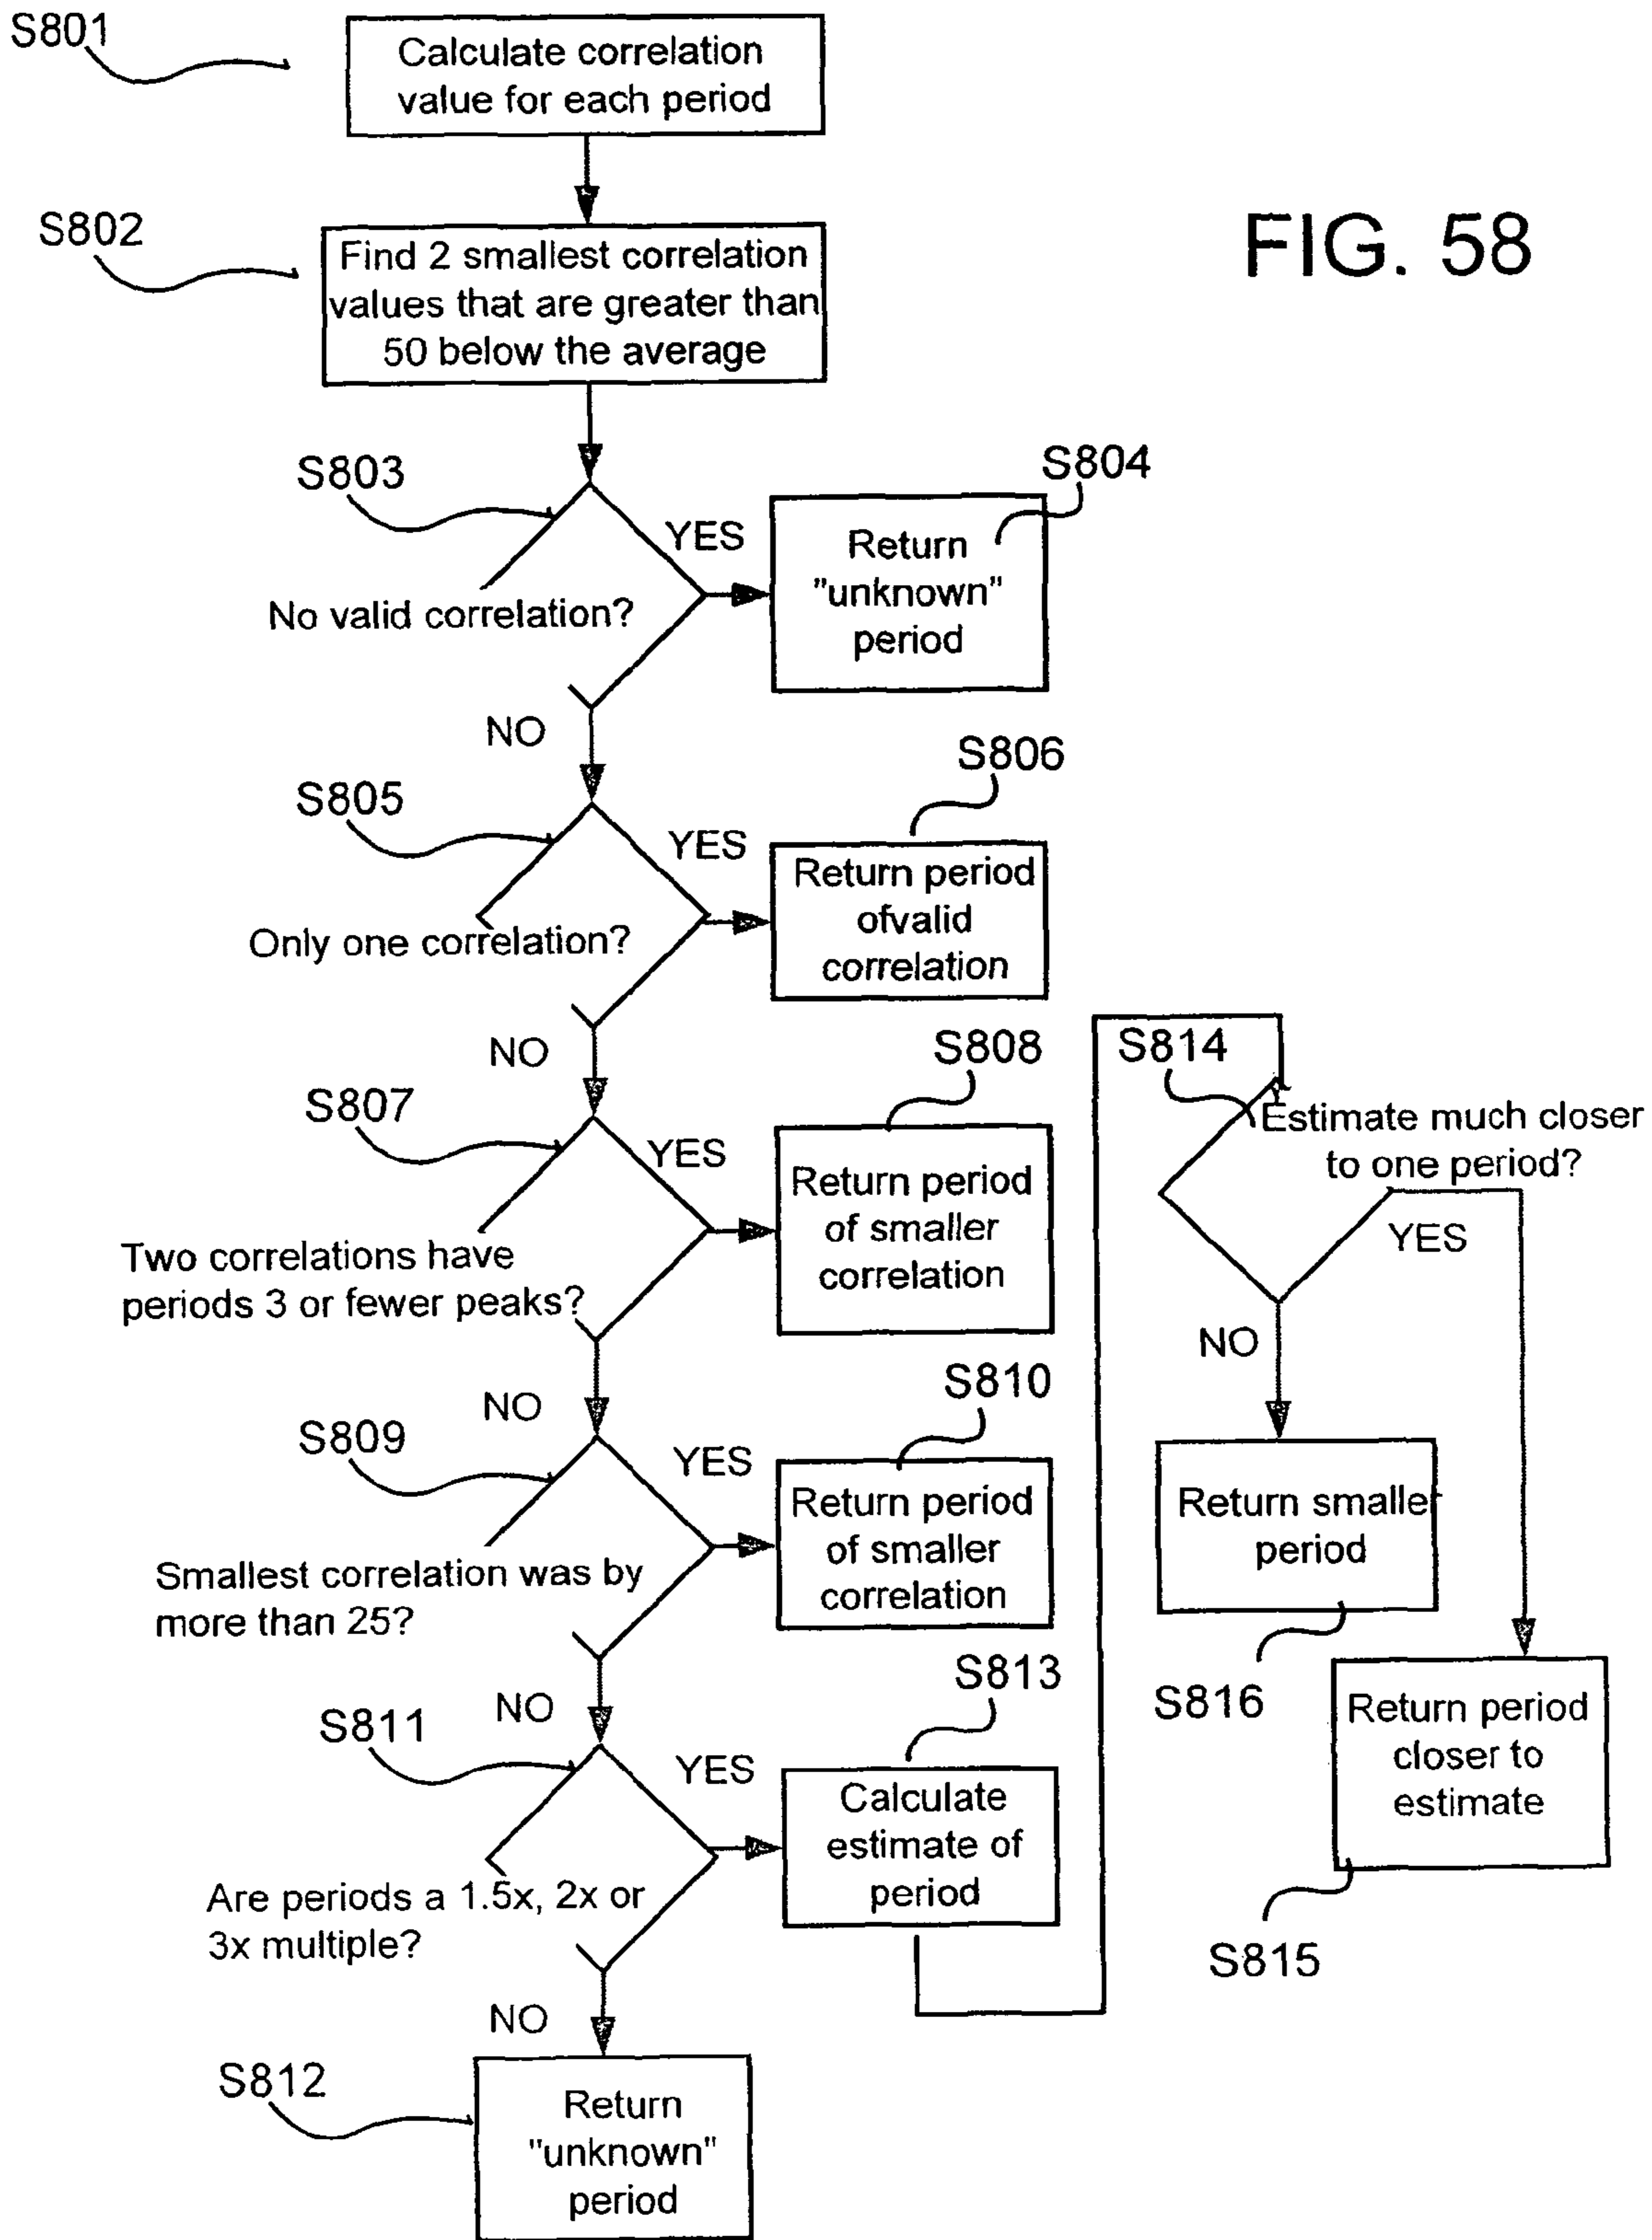 S801
Calculate correlation
value for each period
S802
Find 2 smallest correlation
values that are greater than
50 below the average
FIG. 58
S803
No valid correlation?
YES
S804
Return
"unknown"
period
NO
S805
Only one correlation?
YES
S806
Return period
ofvalid
correlation
NO
S807
Two correlations have
periods 3 or fewer peaks?
YES
S808
Return period
of smaller
correlation
NO
S809
Smallest correlation was by
more than 25?
YES
S810
Return period
of smaller
correlation
NO
S811
Are periods a 1.5x, 2x or
3x multiple?
YES
S813
Calculate
estimate of
period
NO
S812
Return
"unknown"
period
S814
Estimate much closer
to one period?
YES
NO
Return smaller
period
S816
Return period
closer to
estimate
S815